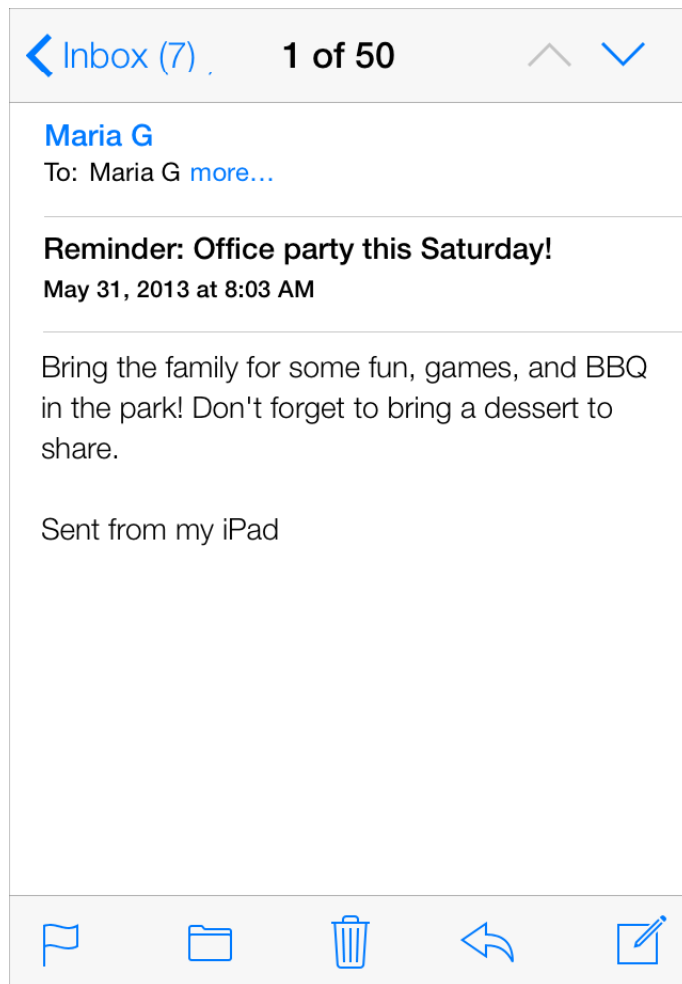 Inbox (7) 1 of 50
Maria G
To: Maria G more...
Reminder: Office party this Saturday!
May 31, 2013 at 8:03 AM
Bring the family for some fun, games, and BBQ
in the park! Don't forget to bring a dessert to
share.
Sent from my iPad